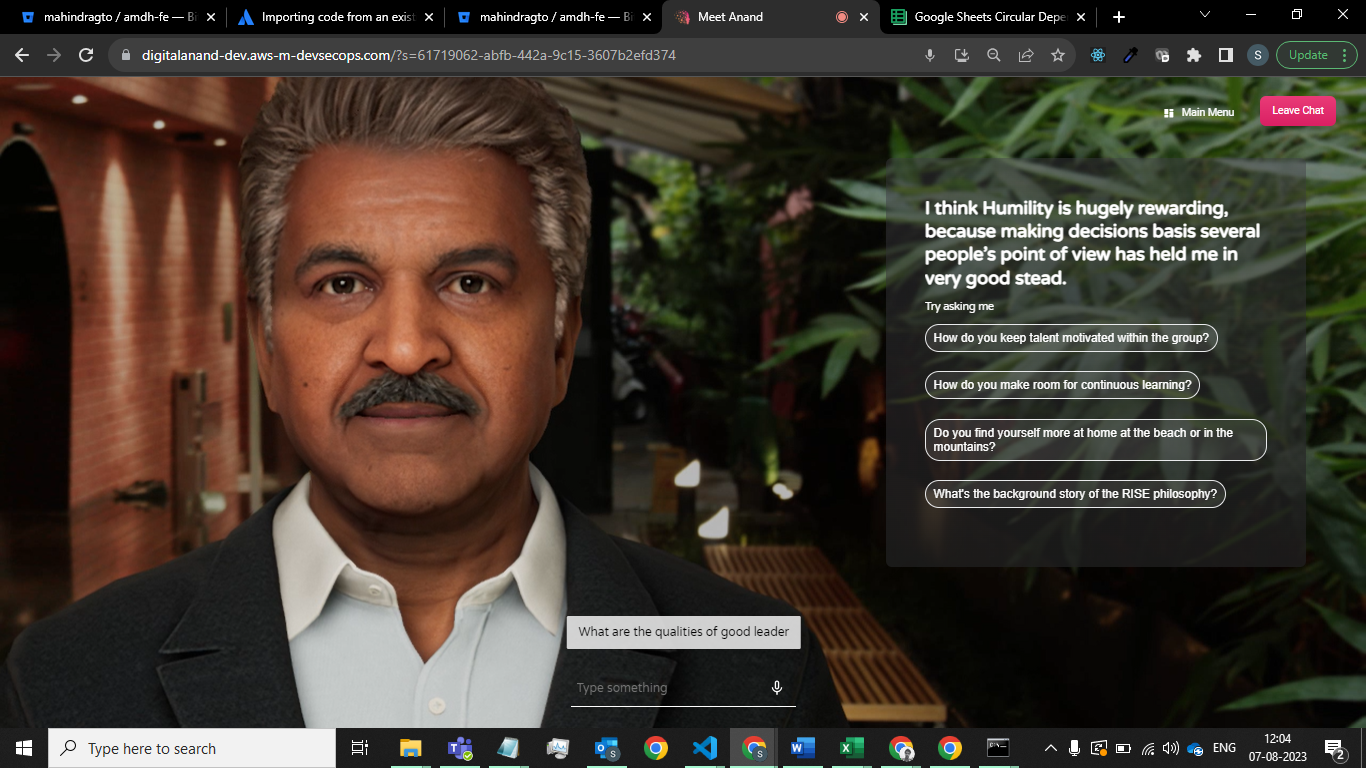 mahindragto / amdh-fe — Bi
Importing code from an exist
mahindragto / amdh-fe — Bi
Meet Anand
Google Sheets Circular Depe
digitalanand-dev.aws-m-devsecops.com/?s=61719062-abfb-442a-9c15-3607b2efd374
S
Update
Main Menu
Leave Chat
I think Humility is hugely rewarding,
because making decisions basis several
people's point of view has held me in
very good stead.
Try asking me
How do you keep talent motivated within the group?
How do you make room for continuous learning?
Do you find yourself more at home at the beach or in the
mountains?
What's the background story of the RISE philosophy?
What are the qualities of good leader
Type something
Type here to search
ENG
12:04
07-08-2023
2